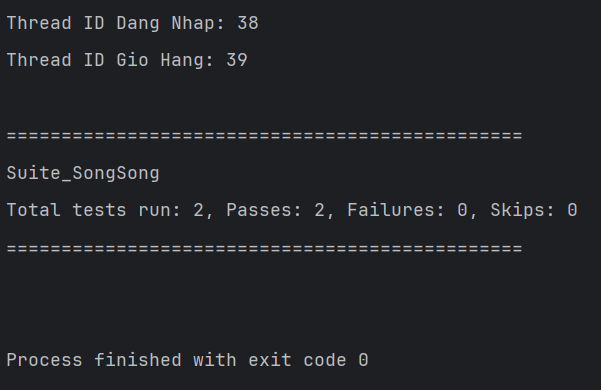 Thread ID Dang Nhap: 38
Thread ID Gio Hang: 39
===============================================
Suite_SongSong
Total tests run: 2, Passes: 2, Failures: 0, Skips: 0
===============================================
Process finished with exit code 0